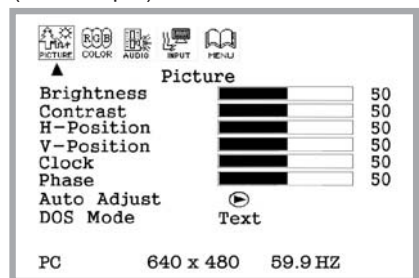 PICTURE COLOR AUDIO INPUT MENU
RGB
Picture
Brightness 50
Contrast 50
H-Position 50
V-Position 50
Clock 50
Phase 50
Auto Adjust
DOS Mode Text
PC 640 x 480 59.9 HZ